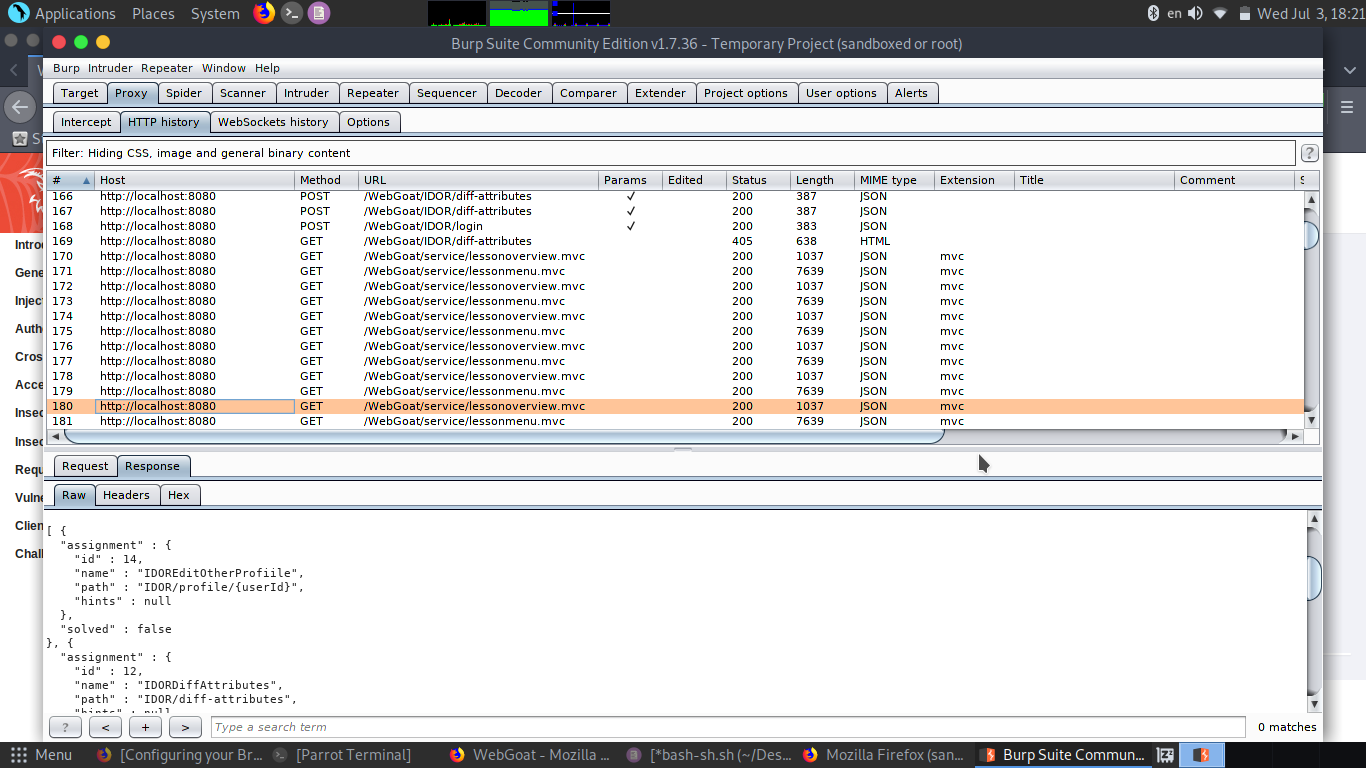 Applications Places System en Wed Jul 3, 18:21
Burp Suite Community Edition v1.7.36 - Temporary Project (sandboxed or root)
Burp Intruder Repeater Window Help
Target Proxy Spider Scanner Intruder Repeater Sequencer Decoder Comparer Extender Project options User options Alerts
Intercept HTTP history WebSockets history Options
Filter: Hiding CSS, image and general binary content ?
# Host Method URL Params Edited Status Length MIME type Extension Title Comment S
166 http://localhost:8080 POST /WebGoat/IDOR/diff-attributes ✓ 200 387 JSON
167 http://localhost:8080 POST /WebGoat/IDOR/diff-attributes ✓ 200 387 JSON
168 http://localhost:8080 POST /WebGoat/IDOR/login ✓ 200 383 JSON
169 http://localhost:8080 GET /WebGoat/IDOR/diff-attributes 405 638 HTML
170 http://localhost:8080 GET /WebGoat/service/lessonoverview.mvc 200 1037 JSON mvc
171 http://localhost:8080 GET /WebGoat/service/lessonmenu.mvc 200 7639 JSON mvc
172 http://localhost:8080 GET /WebGoat/service/lessonoverview.mvc 200 1037 JSON mvc
173 http://localhost:8080 GET /WebGoat/service/lessonmenu.mvc 200 7639 JSON mvc
174 http://localhost:8080 GET /WebGoat/service/lessonoverview.mvc 200 1037 JSON mvc
175 http://localhost:8080 GET /WebGoat/service/lessonmenu.mvc 200 7639 JSON mvc
176 http://localhost:8080 GET /WebGoat/service/lessonoverview.mvc 200 1037 JSON mvc
177 http://localhost:8080 GET /WebGoat/service/lessonmenu.mvc 200 7639 JSON mvc
178 http://localhost:8080 GET /WebGoat/service/lessonoverview.mvc 200 1037 JSON mvc
179 http://localhost:8080 GET /WebGoat/service/lessonmenu.mvc 200 7639 JSON mvc
180 http://localhost:8080 GET /WebGoat/service/lessonoverview.mvc 200 1037 JSON mvc
181 http://localhost:8080 GET /WebGoat/service/lessonmenu.mvc 200 7639 JSON mvc
Introd
Gene
Inject
Auth
Cros
Acce
Insec
Insec
Requ
Vulne
Clien
Chall
Request Response
Raw Headers Hex
[ {
"assignment" : {
"id" : 14,
"name" : "IDOREditOtherProfiile",
"path" : "IDOR/profile/{userId}",
"hints" : null
},
"solved" : false
}, {
"assignment" : {
"id" : 12,
"name" : "IDORDiffAttributes",
"path" : "IDOR/diff-attributes",
"hints" : null
? < + > Type a search term 0 matches
Menu [Configuring your Br... [Parrot Terminal] WebGoat - Mozilla ... [*bash-sh.sh (~/Des... Mozilla Firefox (san... Burp Suite Commun...